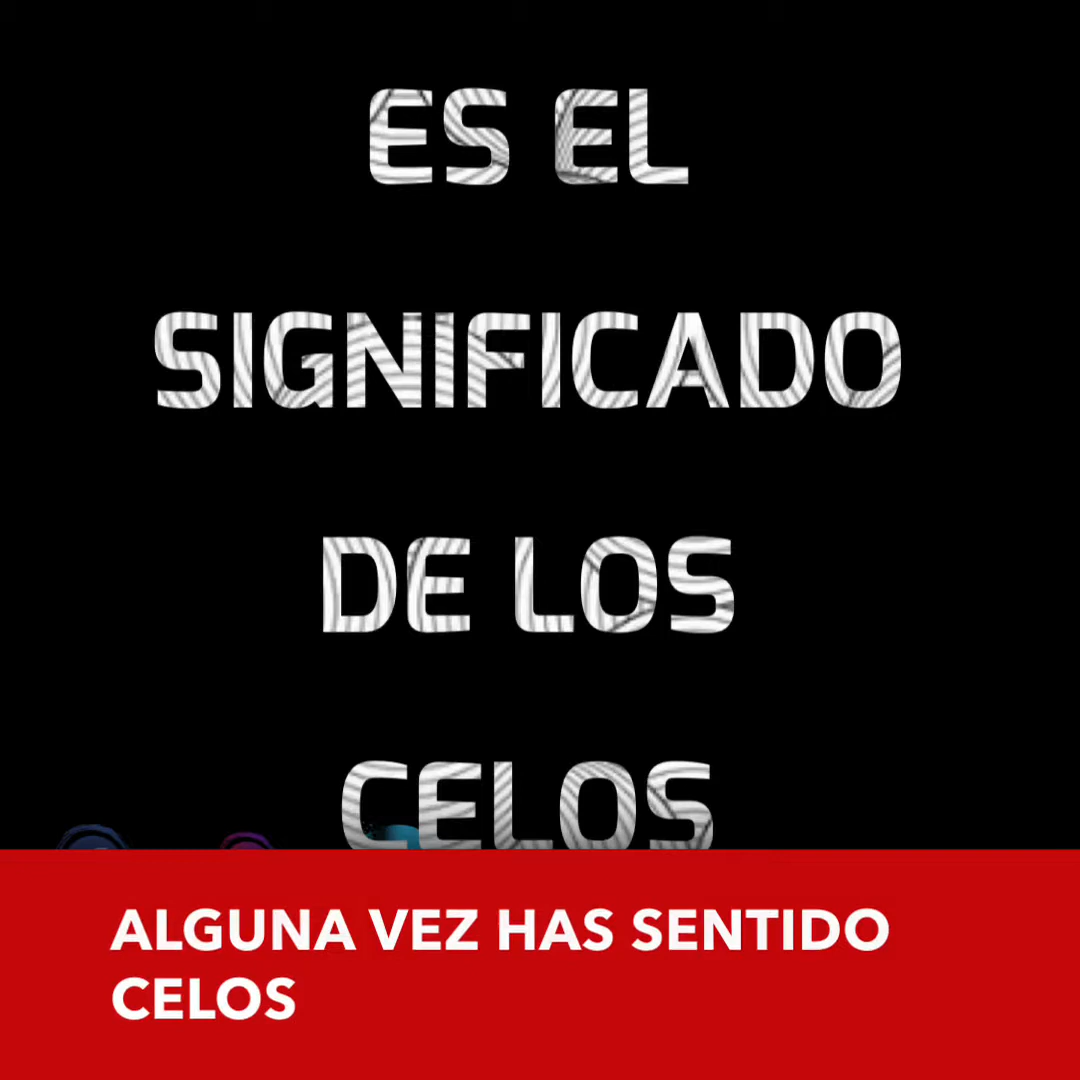 ES EL
SIGNIFICADO
DE LOS
CELOS
ALGUNA VEZ HAS SENTIDO
CELOS